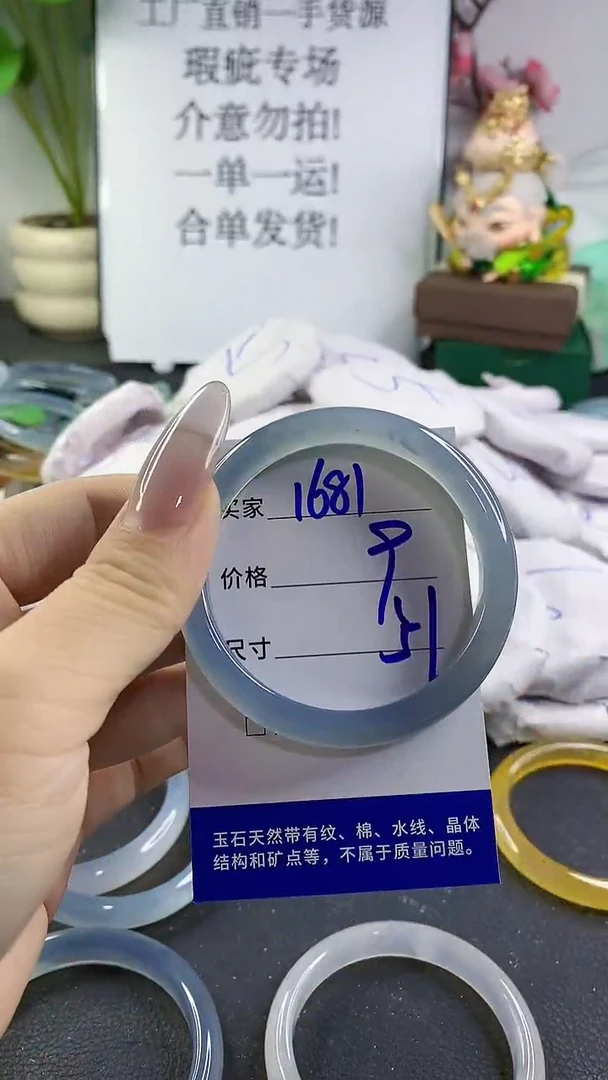 工厂直销一手货源
瑕疵专场
介意勿拍!
一单一运!
合单发货!
买家 1681
价格
尺寸 51
玉石天然带有纹、棉、水线、晶体
结构和矿点等，不属于质量问题。